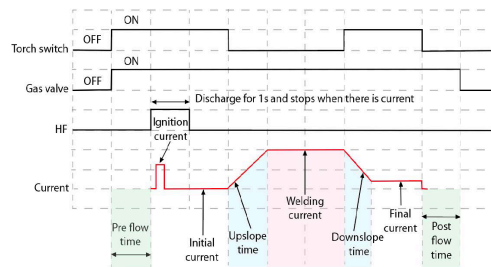 ON
Torch switch OFF
ON
Gas valve OFF
Discharge for 1s and stops when there is current
HF
Ignition
current
Current
Welding
current
Pre flow
time
Initial
current
Upslope
time
Downslope
time
Final
current
Post
flow
time